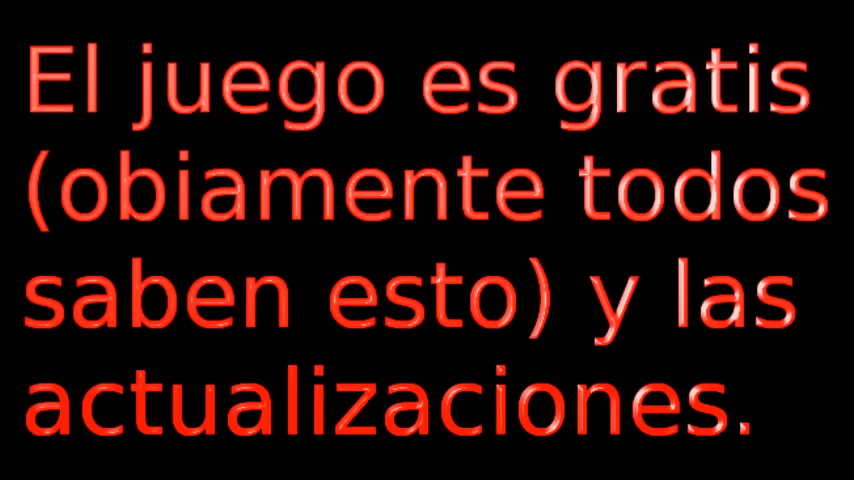 El juego es gratis
(obiamente todos
saben esto) y las
actualizaciones.